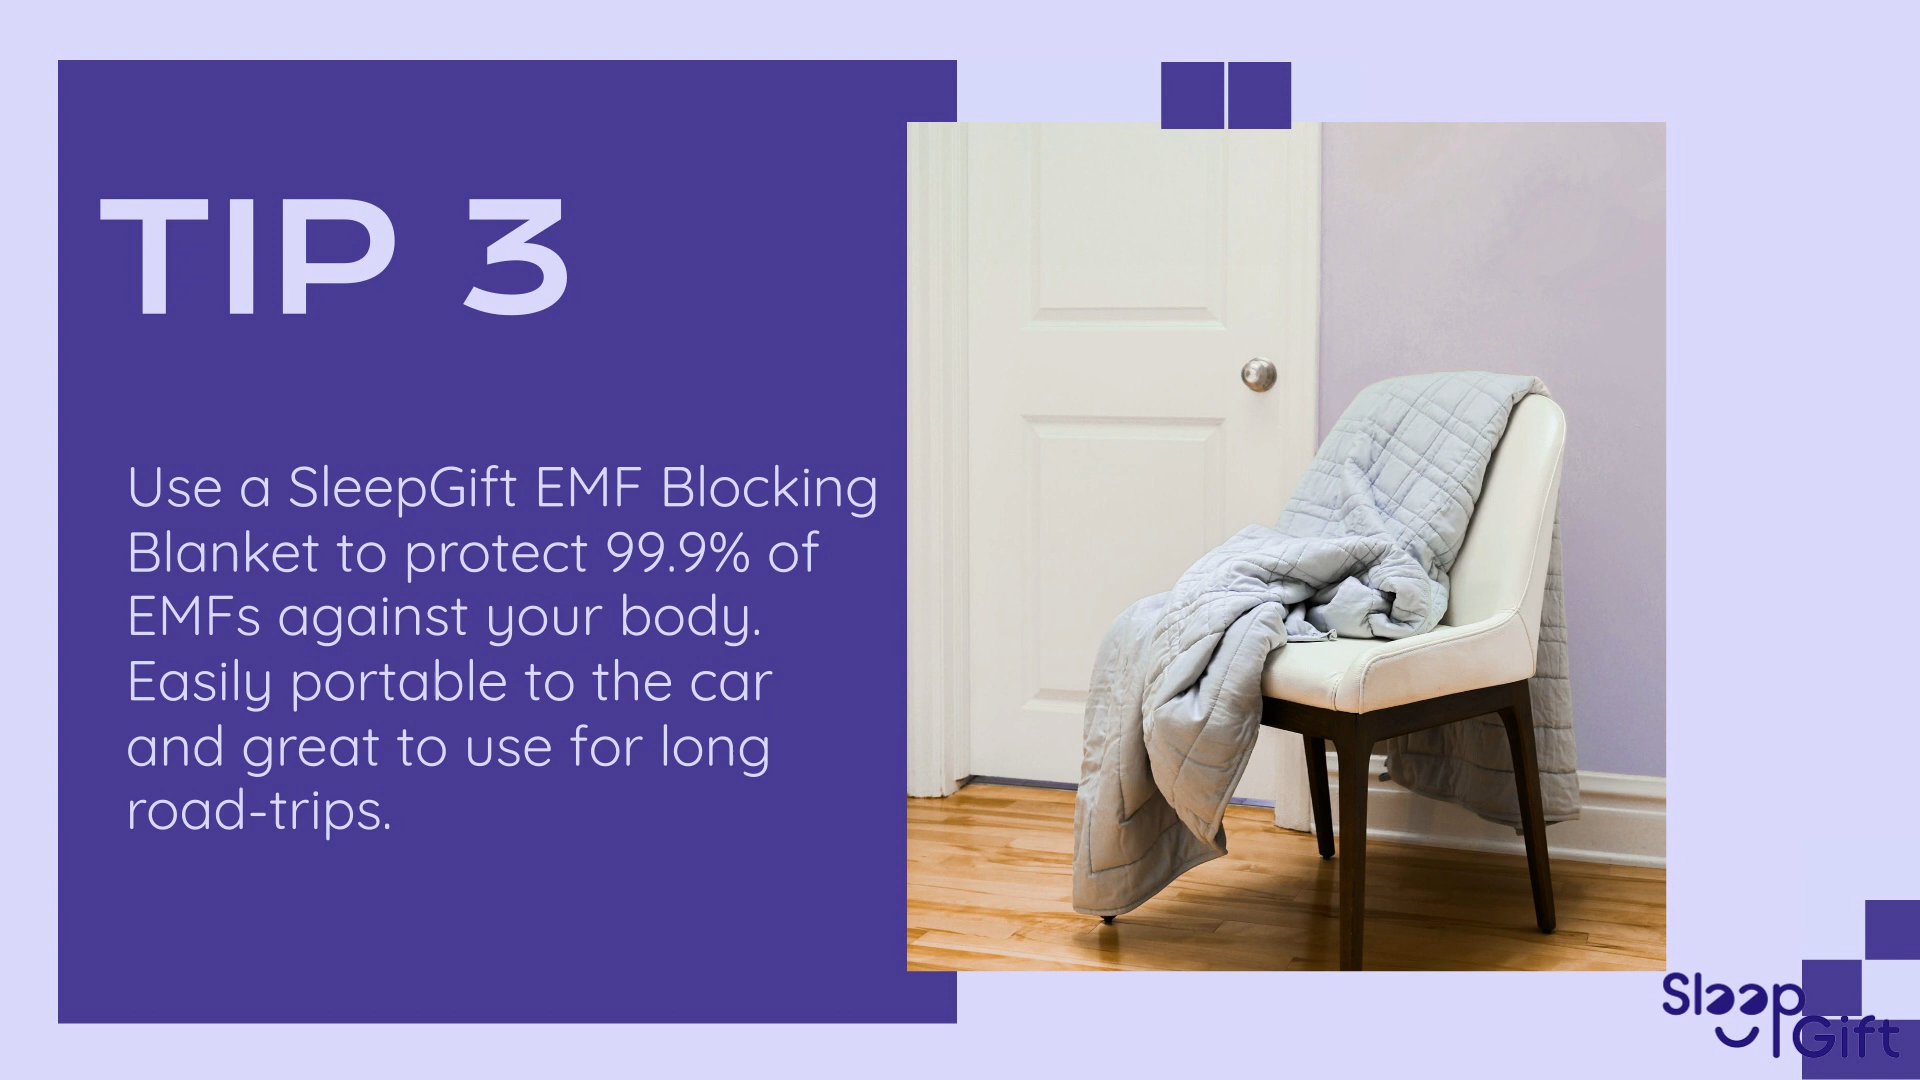 TIP 3
Use a SleepGift EMF Blocking
Blanket to protect 99.9% of
EMFs against your body.
Easily portable to the car
and great to use for long
road-trips.
Sleep
Gift